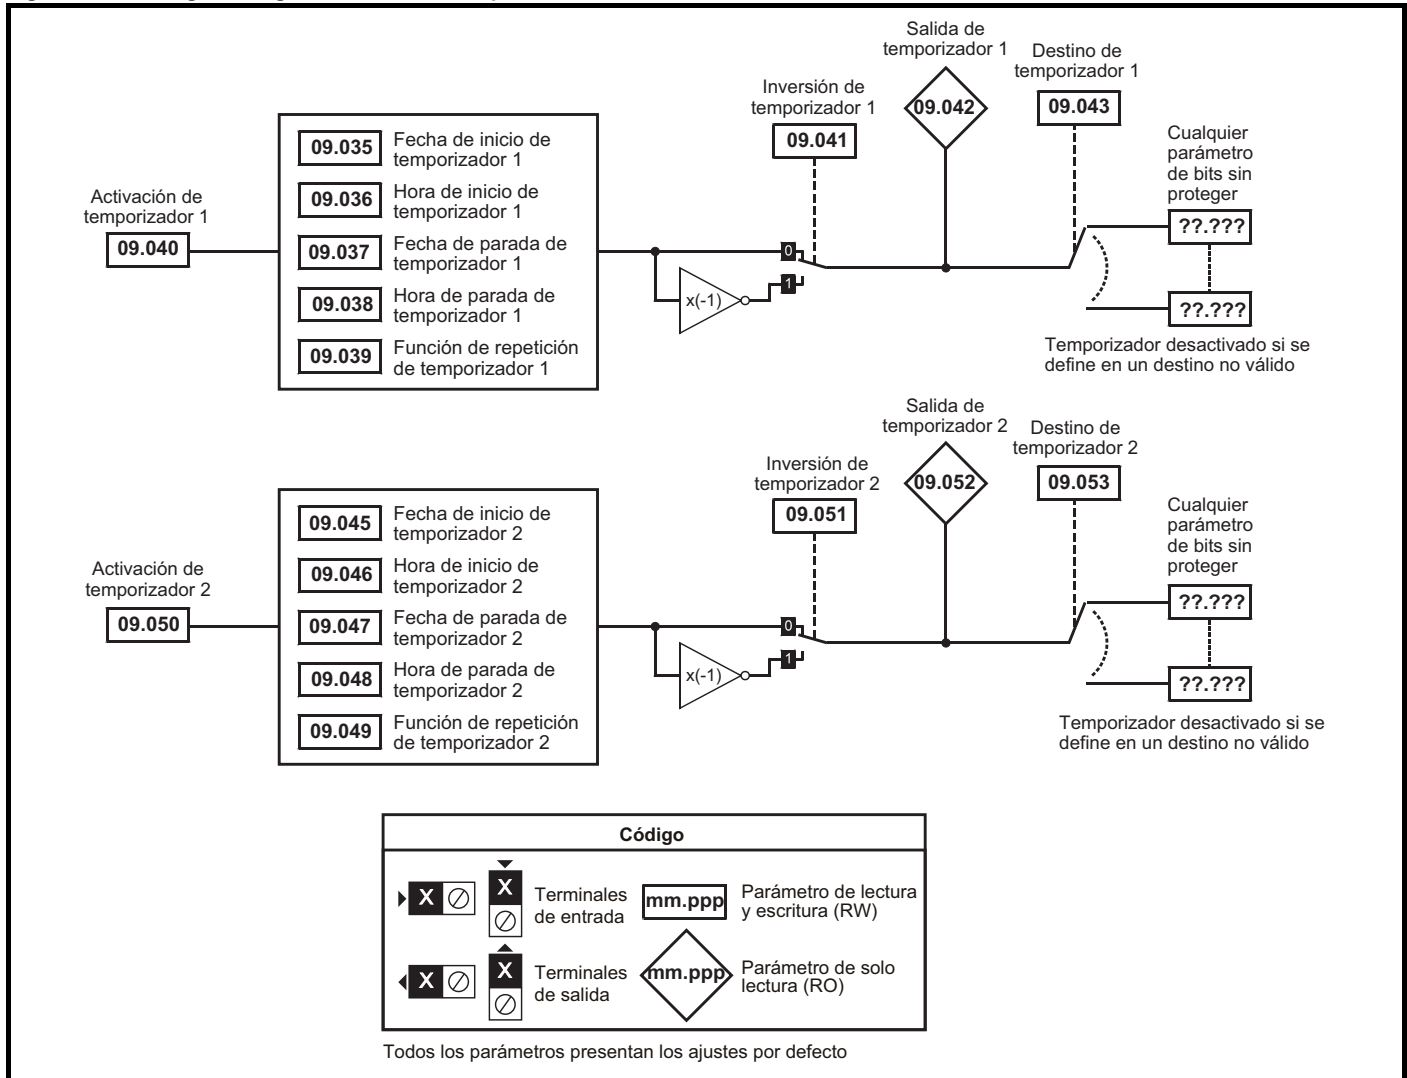 Salida de
temporizador 1
Destino de
temporizador 1
Inversión de
temporizador 1
09.042
09.043
09.041
Cualquier
parámetro
de bits sin
proteger
??.???
??.???
Temporizador desactivado si se
define en un destino no válido
Activación de
temporizador 1
09.040
09.035 Fecha de inicio de
temporizador 1
09.036 Hora de inicio de
temporizador 1
09.037 Fecha de parada de
temporizador 1
09.038 Hora de parada de
temporizador 1
09.039 Función de repetición
de temporizador 1
0
1
x(-1)
Salida de
temporizador 2
Destino de
temporizador 2
Inversión de
temporizador 2
09.052
09.053
09.051
Cualquier
parámetro
de bits sin
proteger
??.???
??.???
Temporizador desactivado si se
define en un destino no válido
Activación de
temporizador 2
09.050
09.045 Fecha de inicio de
temporizador 2
09.046 Hora de inicio de
temporizador 2
09.047 Fecha de parada de
temporizador 2
09.048 Hora de parada de
temporizador 2
09.049 Función de repetición
de temporizador 2
0
1
x(-1)
Código
X X Terminales
de entrada
mm.ppp Parámetro de lectura
y escritura (RW)
X X Terminales
de salida
mm.ppp Parámetro de solo
lectura (RO)
Todos los parámetros presentan los ajustes por defecto